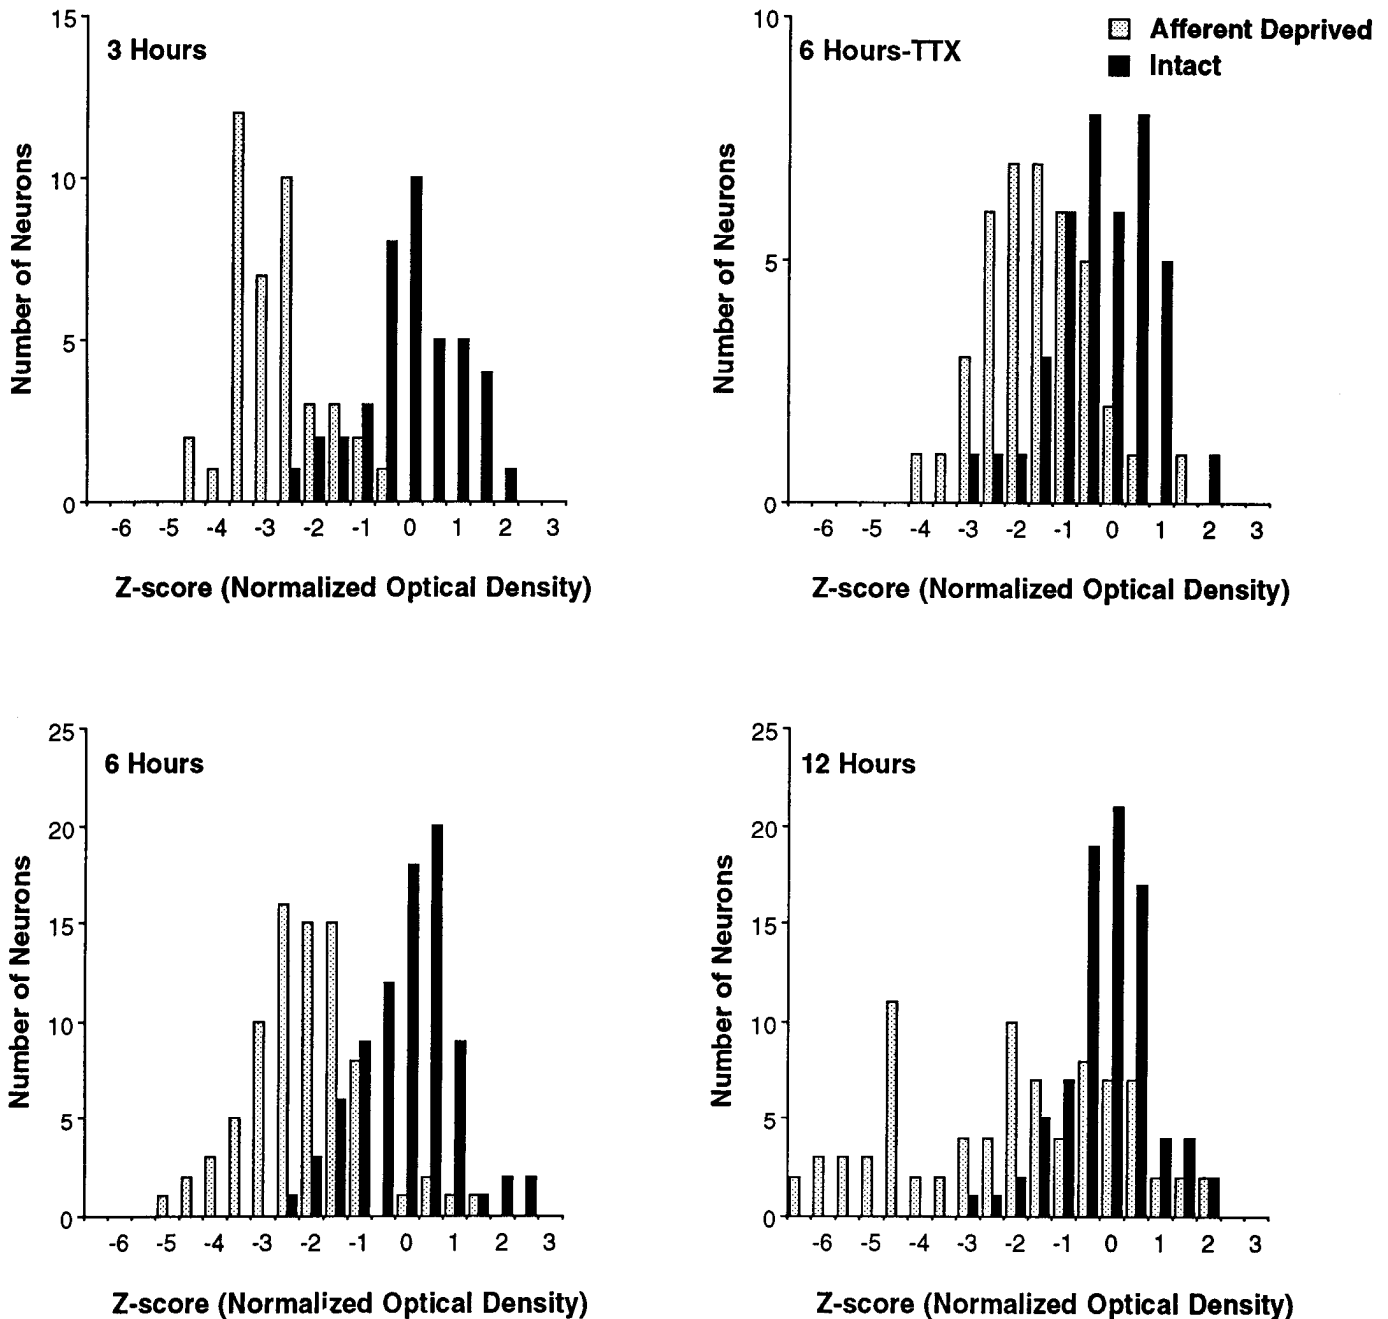 3 Hours
15
10
5
0
Number of Neurons
-6 -5 -4 -3 -2 -1 0 1 2 3
Z-score (Normalized Optical Density)
6 Hours-TTX
Afferent Deprived
Intact
10
5
0
Number of Neurons
-6 -5 -4 -3 -2 -1 0 1 2 3
Z-score (Normalized Optical Density)
6 Hours
25
20
15
10
5
0
Number of Neurons
-6 -5 -4 -3 -2 -1 0 1 2 3
Z-score (Normalized Optical Density)
12 Hours
25
20
15
10
5
0
Number of Neurons
-6 -5 -4 -3 -2 -1 0 1 2 3
Z-score (Normalized Optical Density)